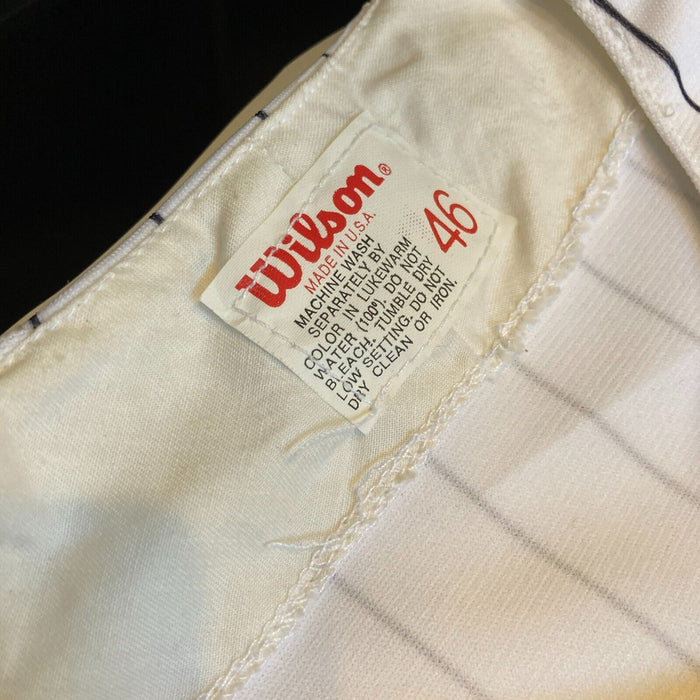 Wilson®
MADE IN U.S.A.
46
MACHINE WASH
SEPARATELY BY
COLOR IN LUKEWARM
WATER (100º). DO NOT
BLEACH. TUMBLE DRY
LOW SETTING. DO NOT
DRY CLEAN OR IRON.